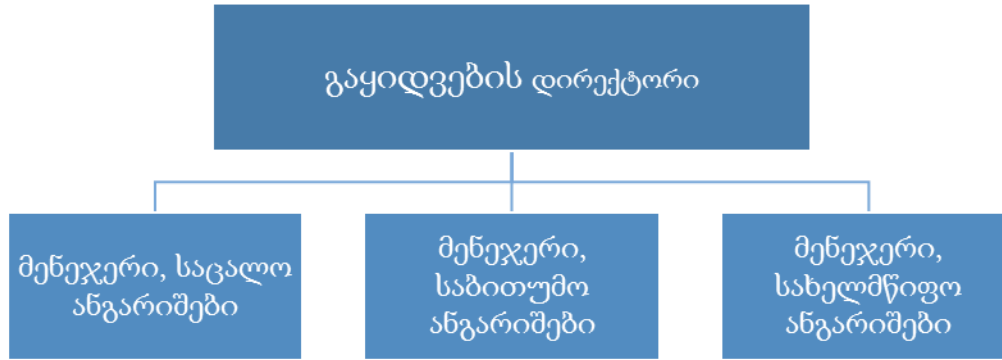 გაყიდვების დირექტორი
მენეჯერი, საცალო
ანგარიშები
მენეჯერი,
საბითუმო
ანგარიშები
მენეჯერი,
სახელმწიფო
ანგარიშები